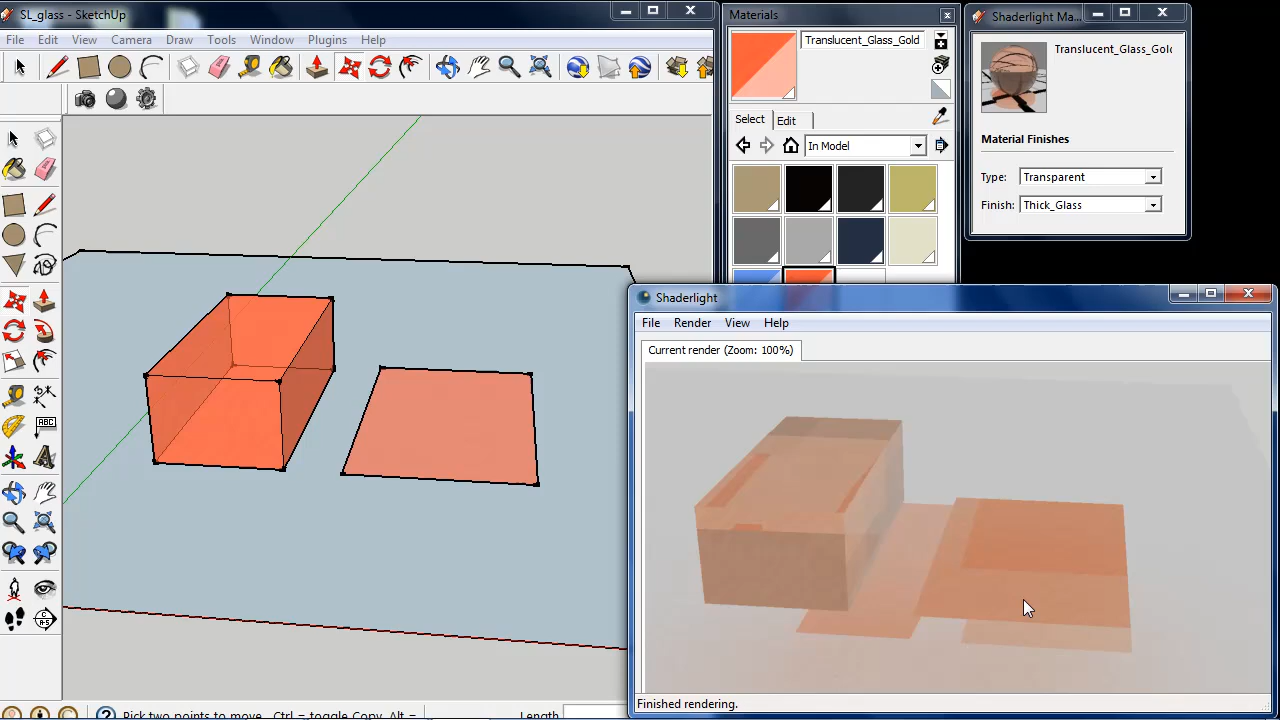 SL_glass - SketchUp
File Edit View Camera Draw Tools Window Plugins Help
Materials
Translucent_Glass_Gold
Select Edit
In Model
Shaderlight Ma...
Translucent_Glass_Gold
Material Finishes
Type: Transparent
Finish: Thick_Glass
Shaderlight
File Render View Help
Current render (Zoom: 100%)
Finished rendering.
ABC
Pick two points to move. Ctrl = toggle Copy, Alt =
Length